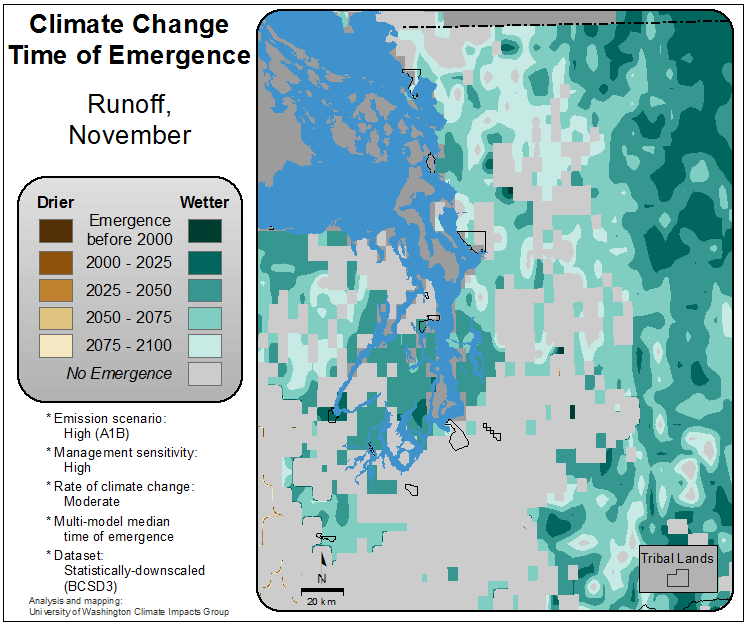 Climate Change
Time of Emergence
Runoff,
November
Drier Wetter
Emergence
before 2000
2000 - 2025
2025 - 2050
2050 - 2075
2075 - 2100
No Emergence
* Emission scenario:
High (A1B)
* Management sensitivity:
High
* Rate of climate change:
Moderate
* Multi-model median
time of emergence
* Dataset:
Statistically-downscaled
(BCSD3)
Analysis and mapping:
University of Washington Climate Impacts Group
N
20 km
Tribal Lands